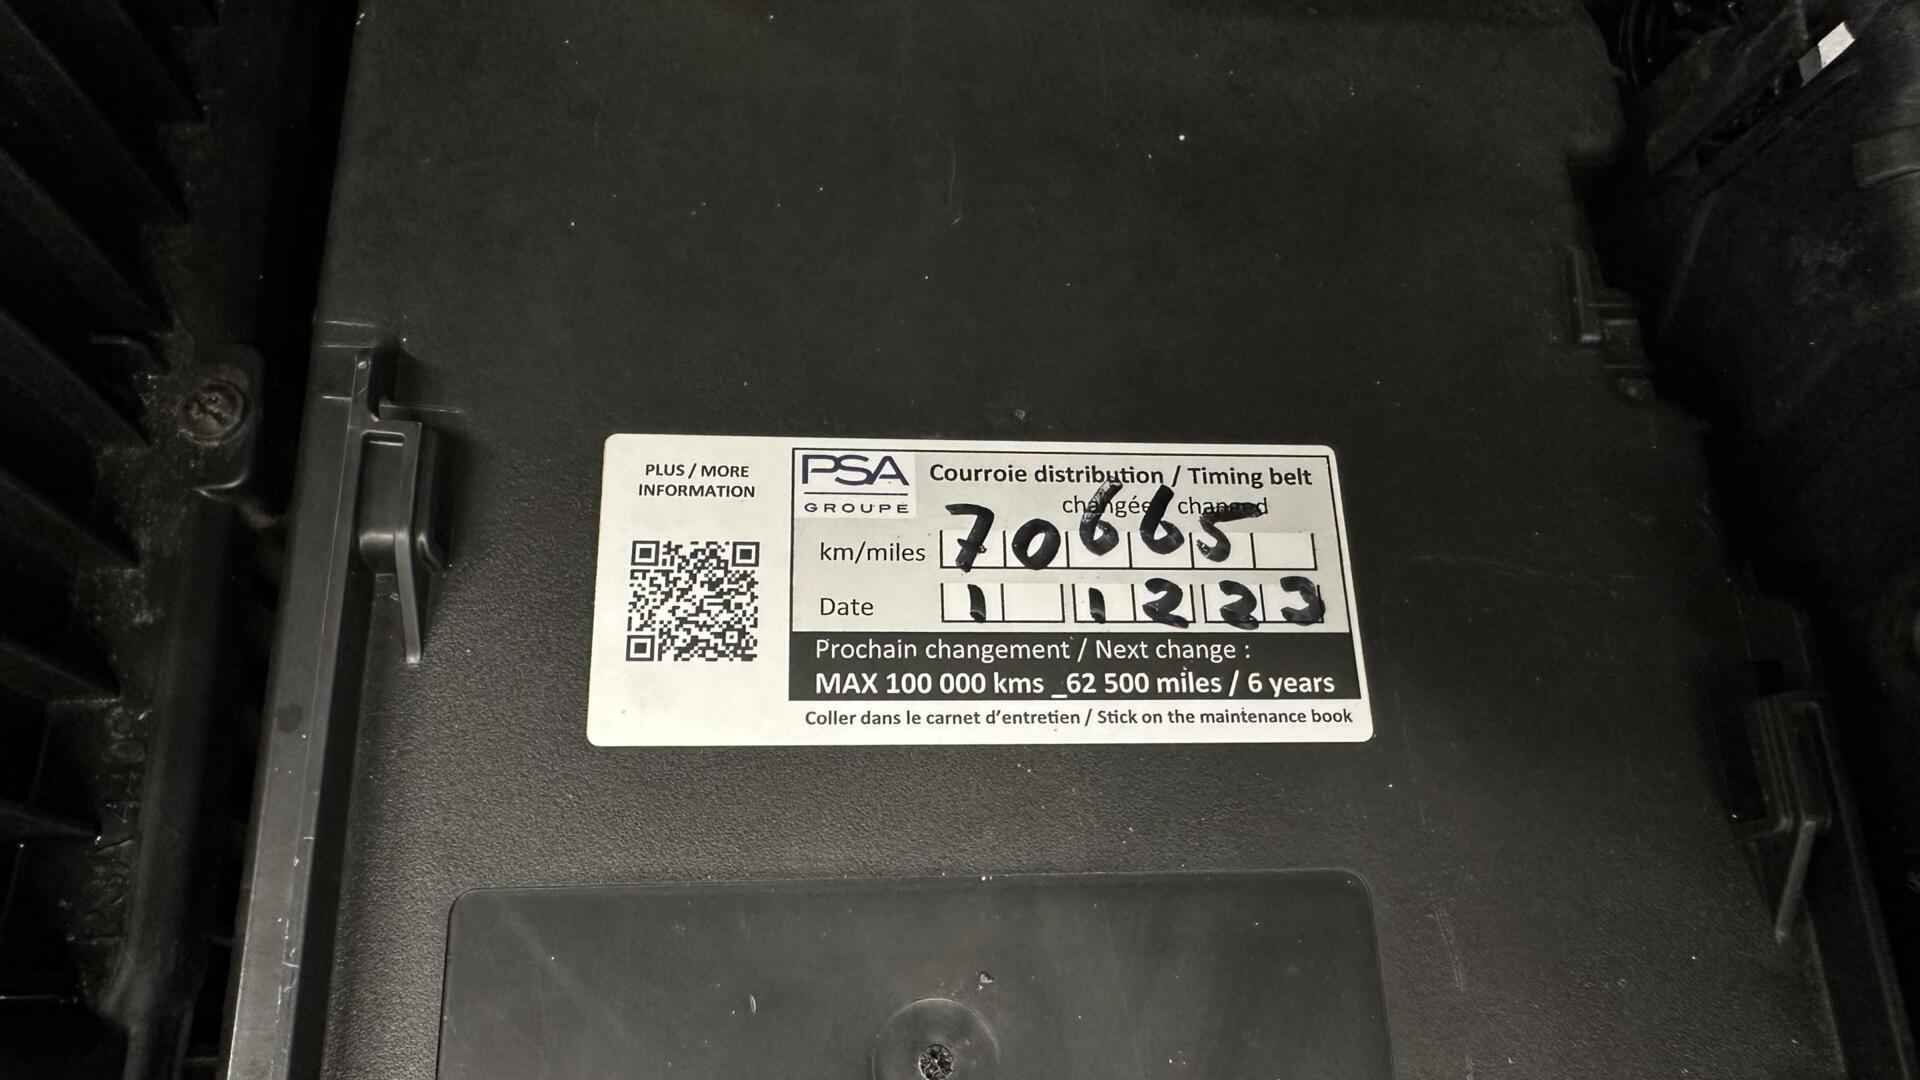 PLUS / MORE
INFORMATION
PSA
GROUPE
Courroie distribution / Timing belt
changée / changed
km/miles 70665
Date 1 12 23
Prochain changement / Next change :
MAX 100 000 kms _62 500 miles / 6 years
Coller dans le carnet d'entretien / Stick on the maintenance book